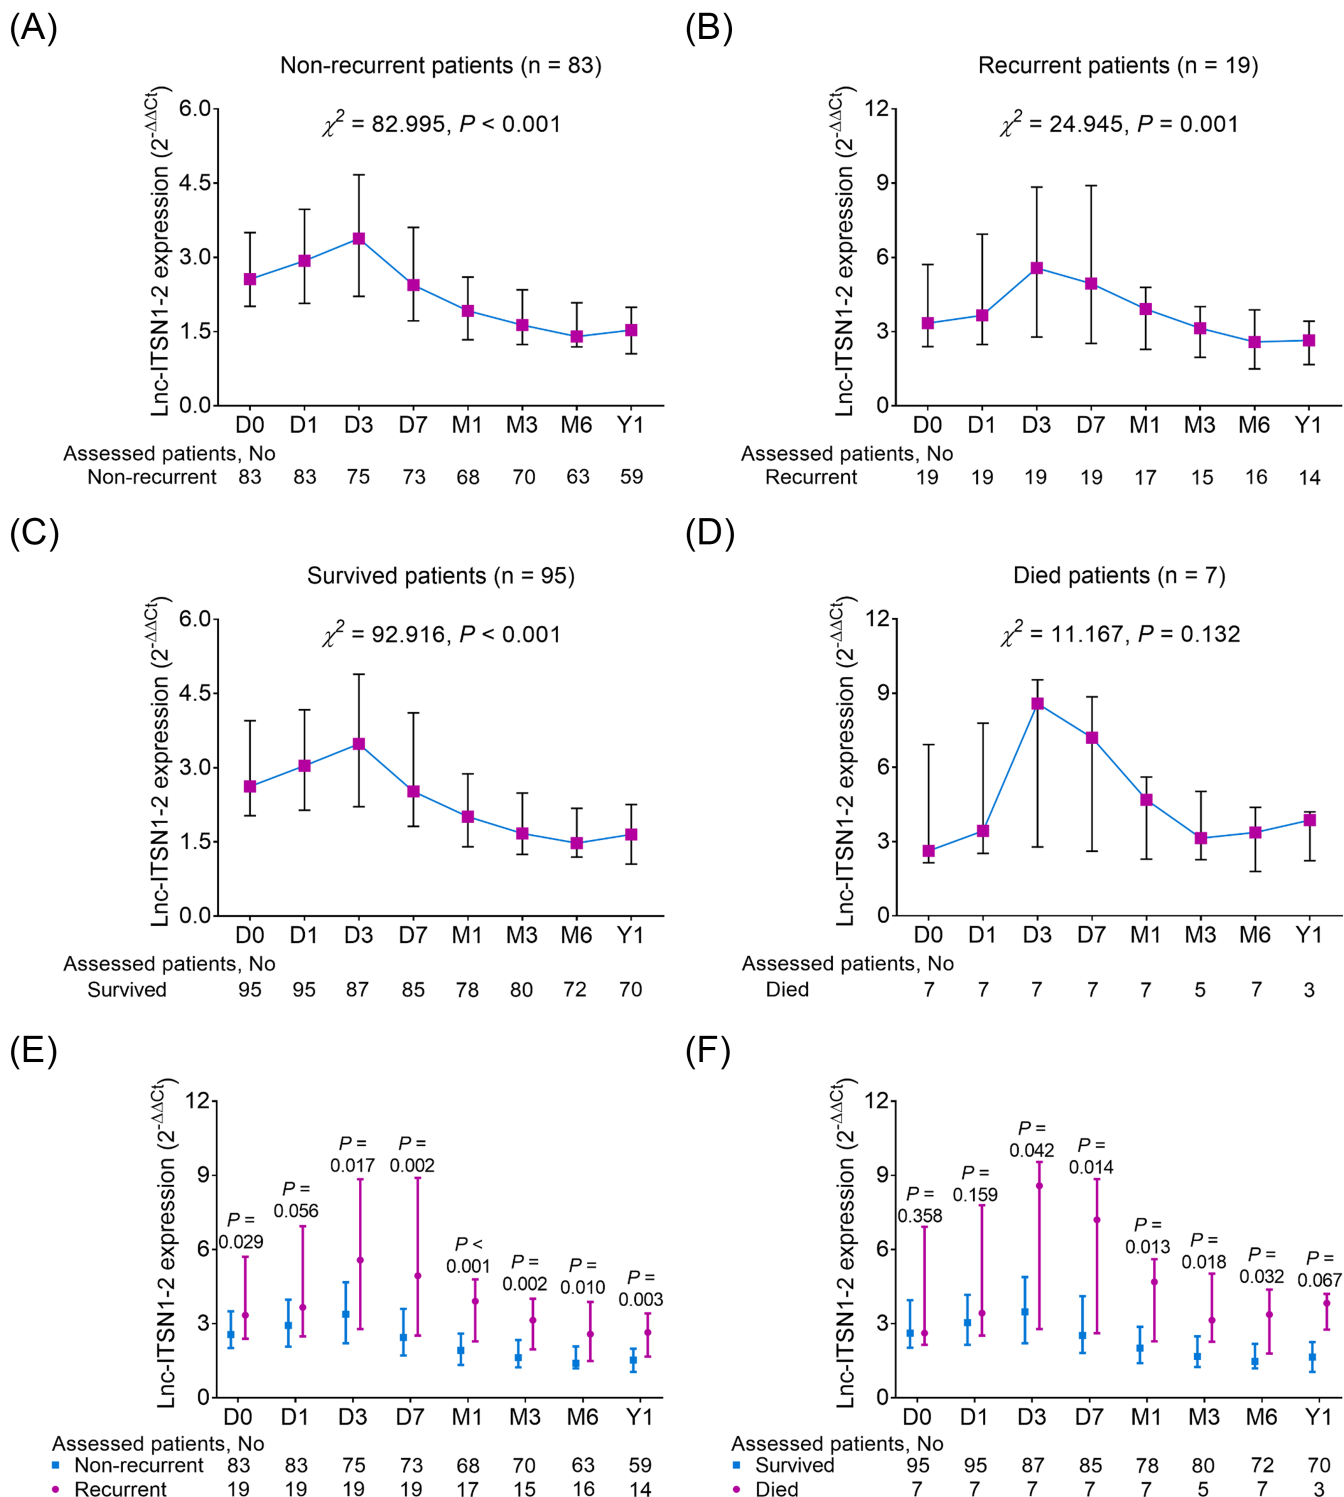 (A)
Non-recurrent patients (n = 83)
χ² = 82.995, P < 0.001
Lnc-ITSN1-2 expression (2^-ΔΔCt)
6.0
4.5
3.0
1.5
0.0
D0 D1 D3 D7 M1 M3 M6 Y1
Assessed patients, No
Non-recurrent 83 83 75 73 68 70 63 59
(B)
Recurrent patients (n = 19)
χ² = 24.945, P = 0.001
Lnc-ITSN1-2 expression (2^-ΔΔCt)
12
9
6
3
0
D0 D1 D3 D7 M1 M3 M6 Y1
Assessed patients, No
Recurrent 19 19 19 19 17 15 16 14
(C)
Survived patients (n = 95)
χ² = 92.916, P < 0.001
Lnc-ITSN1-2 expression (2^-ΔΔCt)
6.0
4.5
3.0
1.5
0.0
D0 D1 D3 D7 M1 M3 M6 Y1
Assessed patients, No
Survived 95 95 87 85 78 80 72 70
(D)
Died patients (n = 7)
χ² = 11.167, P = 0.132
Lnc-ITSN1-2 expression (2^-ΔΔCt)
12
9
6
3
0
D0 D1 D3 D7 M1 M3 M6 Y1
Assessed patients, No
Died 7 7 7 7 7 5 7 3
(E)
Lnc-ITSN1-2 expression (2^-ΔΔCt)
12
9
6
3
0
P =
0.029
P =
0.056
P =
0.017
P =
0.002
P <
0.001
P =
0.002
P =
0.010
P =
0.003
D0 D1 D3 D7 M1 M3 M6 Y1
Assessed patients, No
Non-recurrent 83 83 75 73 68 70 63 59
Recurrent 19 19 19 19 17 15 16 14
(F)
Lnc-ITSN1-2 expression (2^-ΔΔCt)
12
9
6
3
0
P =
0.358
P =
0.159
P =
0.042
P =
0.014
P =
0.013
P =
0.018
P =
0.032
P =
0.067
D0 D1 D3 D7 M1 M3 M6 Y1
Assessed patients, No
Survived 95 95 87 85 78 80 72 70
Died 7 7 7 7 7 5 7 3